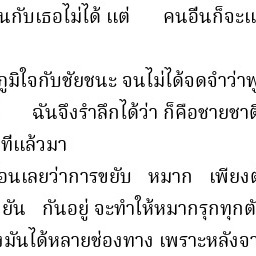 นกับเธอไม่ได้ แต่ คนอื่นก็จะแ
ภูมิใจกับชัยชนะ จนไม่ได้จดจำว่าพู
ฉันจึงรำลึกได้ว่า ก็คือชายชาติ
ทีแล้วมา
อนเลยว่าการขยับ หมาก เพียงต
ยัน กันอยู่ จะทำให้หมากรุกทุกตั
งมันได้หลายช่องทาง เพราะหลังจา